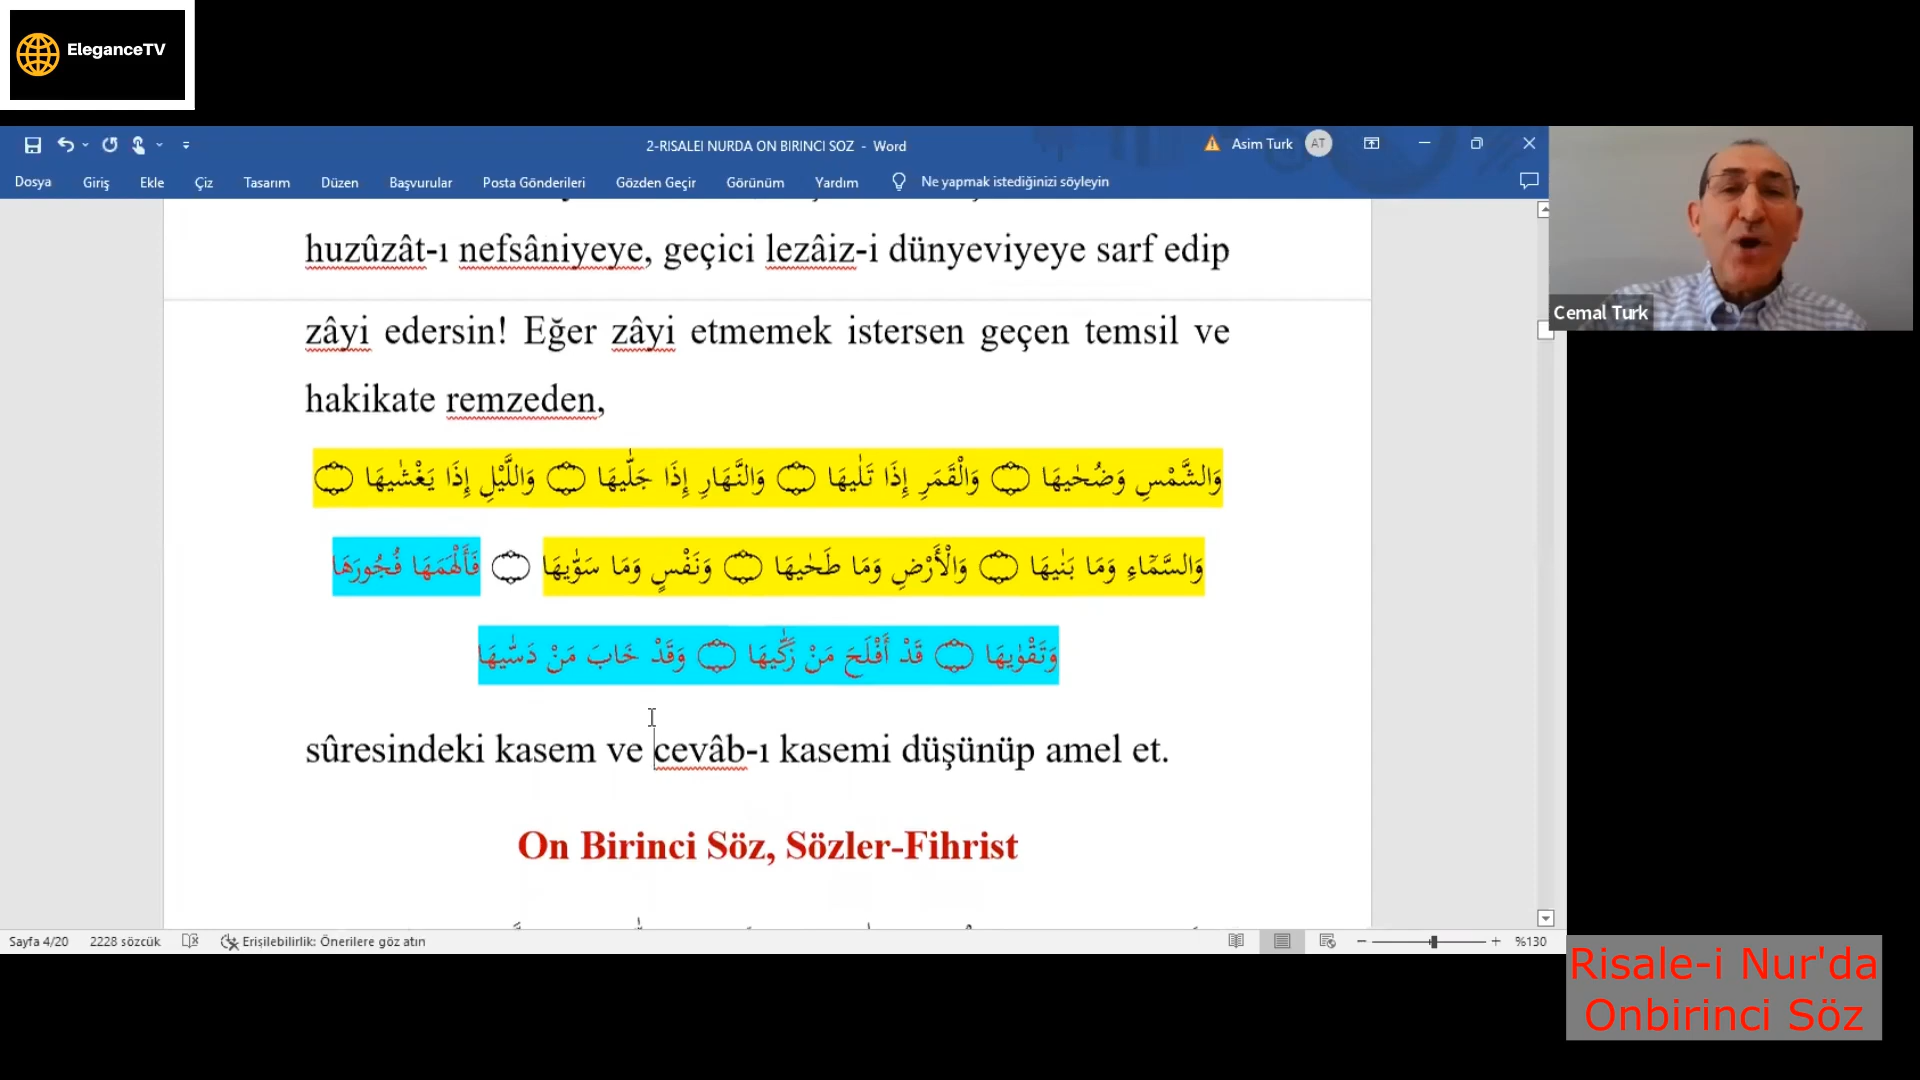 EleganceTV
2-RISALEI NURDA ON BIRINCI SOZ - Word
Asim Turk
AT
Dosya Giriş Ekle Çiz Tasarım Düzen Başvurular Posta Gönderileri Gözden Geçir Görünüm Yardım Ne yapmak istediğinizi söyleyin
huzûzât-ı nefsâniyeye, geçici lezâiz-i dünyeviyeye sarf edip
zâyi edersin! Eğer zâyi etmemek istersen geçen temsil ve
hakikate remzeden,
وَالشَّمْسِ وَضُحٰيهَا ۝ وَالْقَمَرِ إِذَا تَلٰيهَا ۝ وَالنَّهَارِ إِذَا جَلّٰيهَا ۝ وَاللَّيْلِ إِذَا يَغْشٰيهَا ۝
وَالسَّمَٓاءِ وَمَا بَنٰيهَا ۝ وَالْأَرْضِ وَمَا طَحٰيهَا ۝ وَنَفْسٍ وَمَا سَوّٰيهَا ۝ فَأَلْهَمَهَا فُجُورَهَا
وَتَقْوٰيهَا ۝ قَدْ أَفْلَحَ مَنْ زَكّٰيهَا ۝ وَقَدْ خَابَ مَنْ دَسّٰيهَا
sûresindeki kasem ve cevâb-ı kasemi düşünüp amel et.
On Birinci Söz, Sözler-Fihrist
Sayfa 4/20 2228 sözcük Erişilebilirlik: Önerilere göz atın %130
Cemal Turk
Risale-i Nur'da
Onbirinci Söz